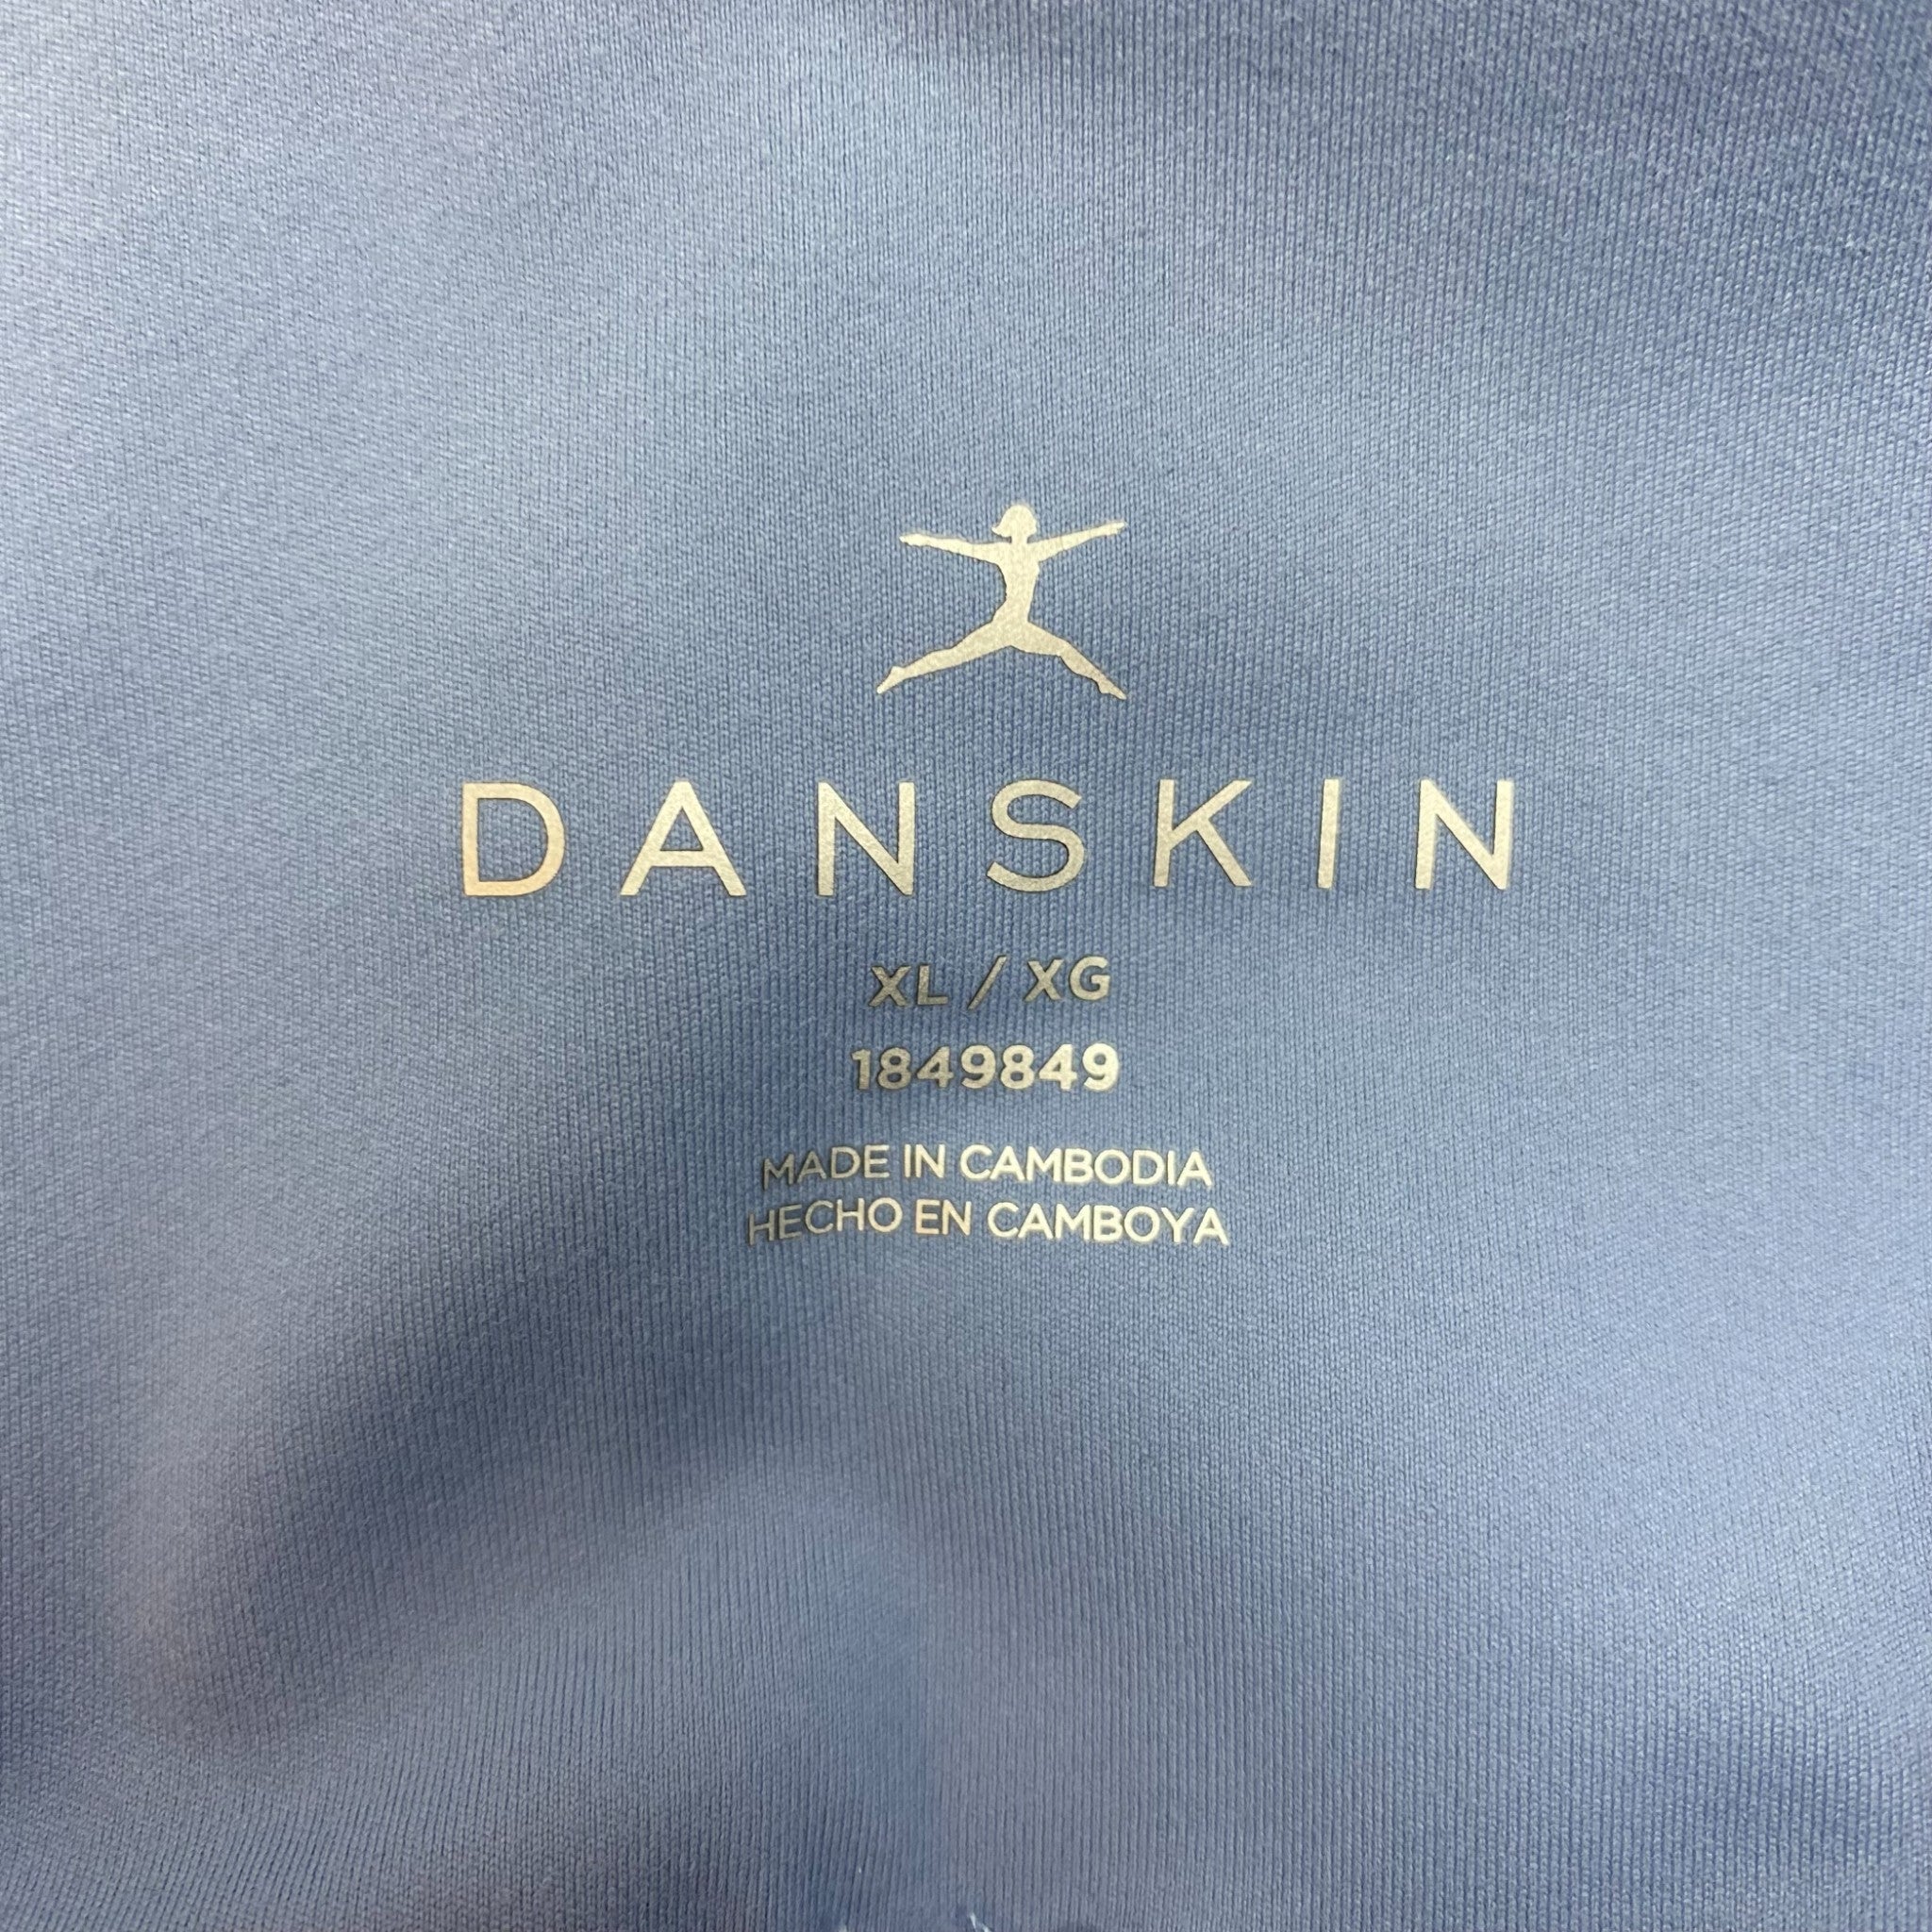 DANSKIN
XL / XG
1849849
MADE IN CAMBODIA
HECHO EN CAMBOYA